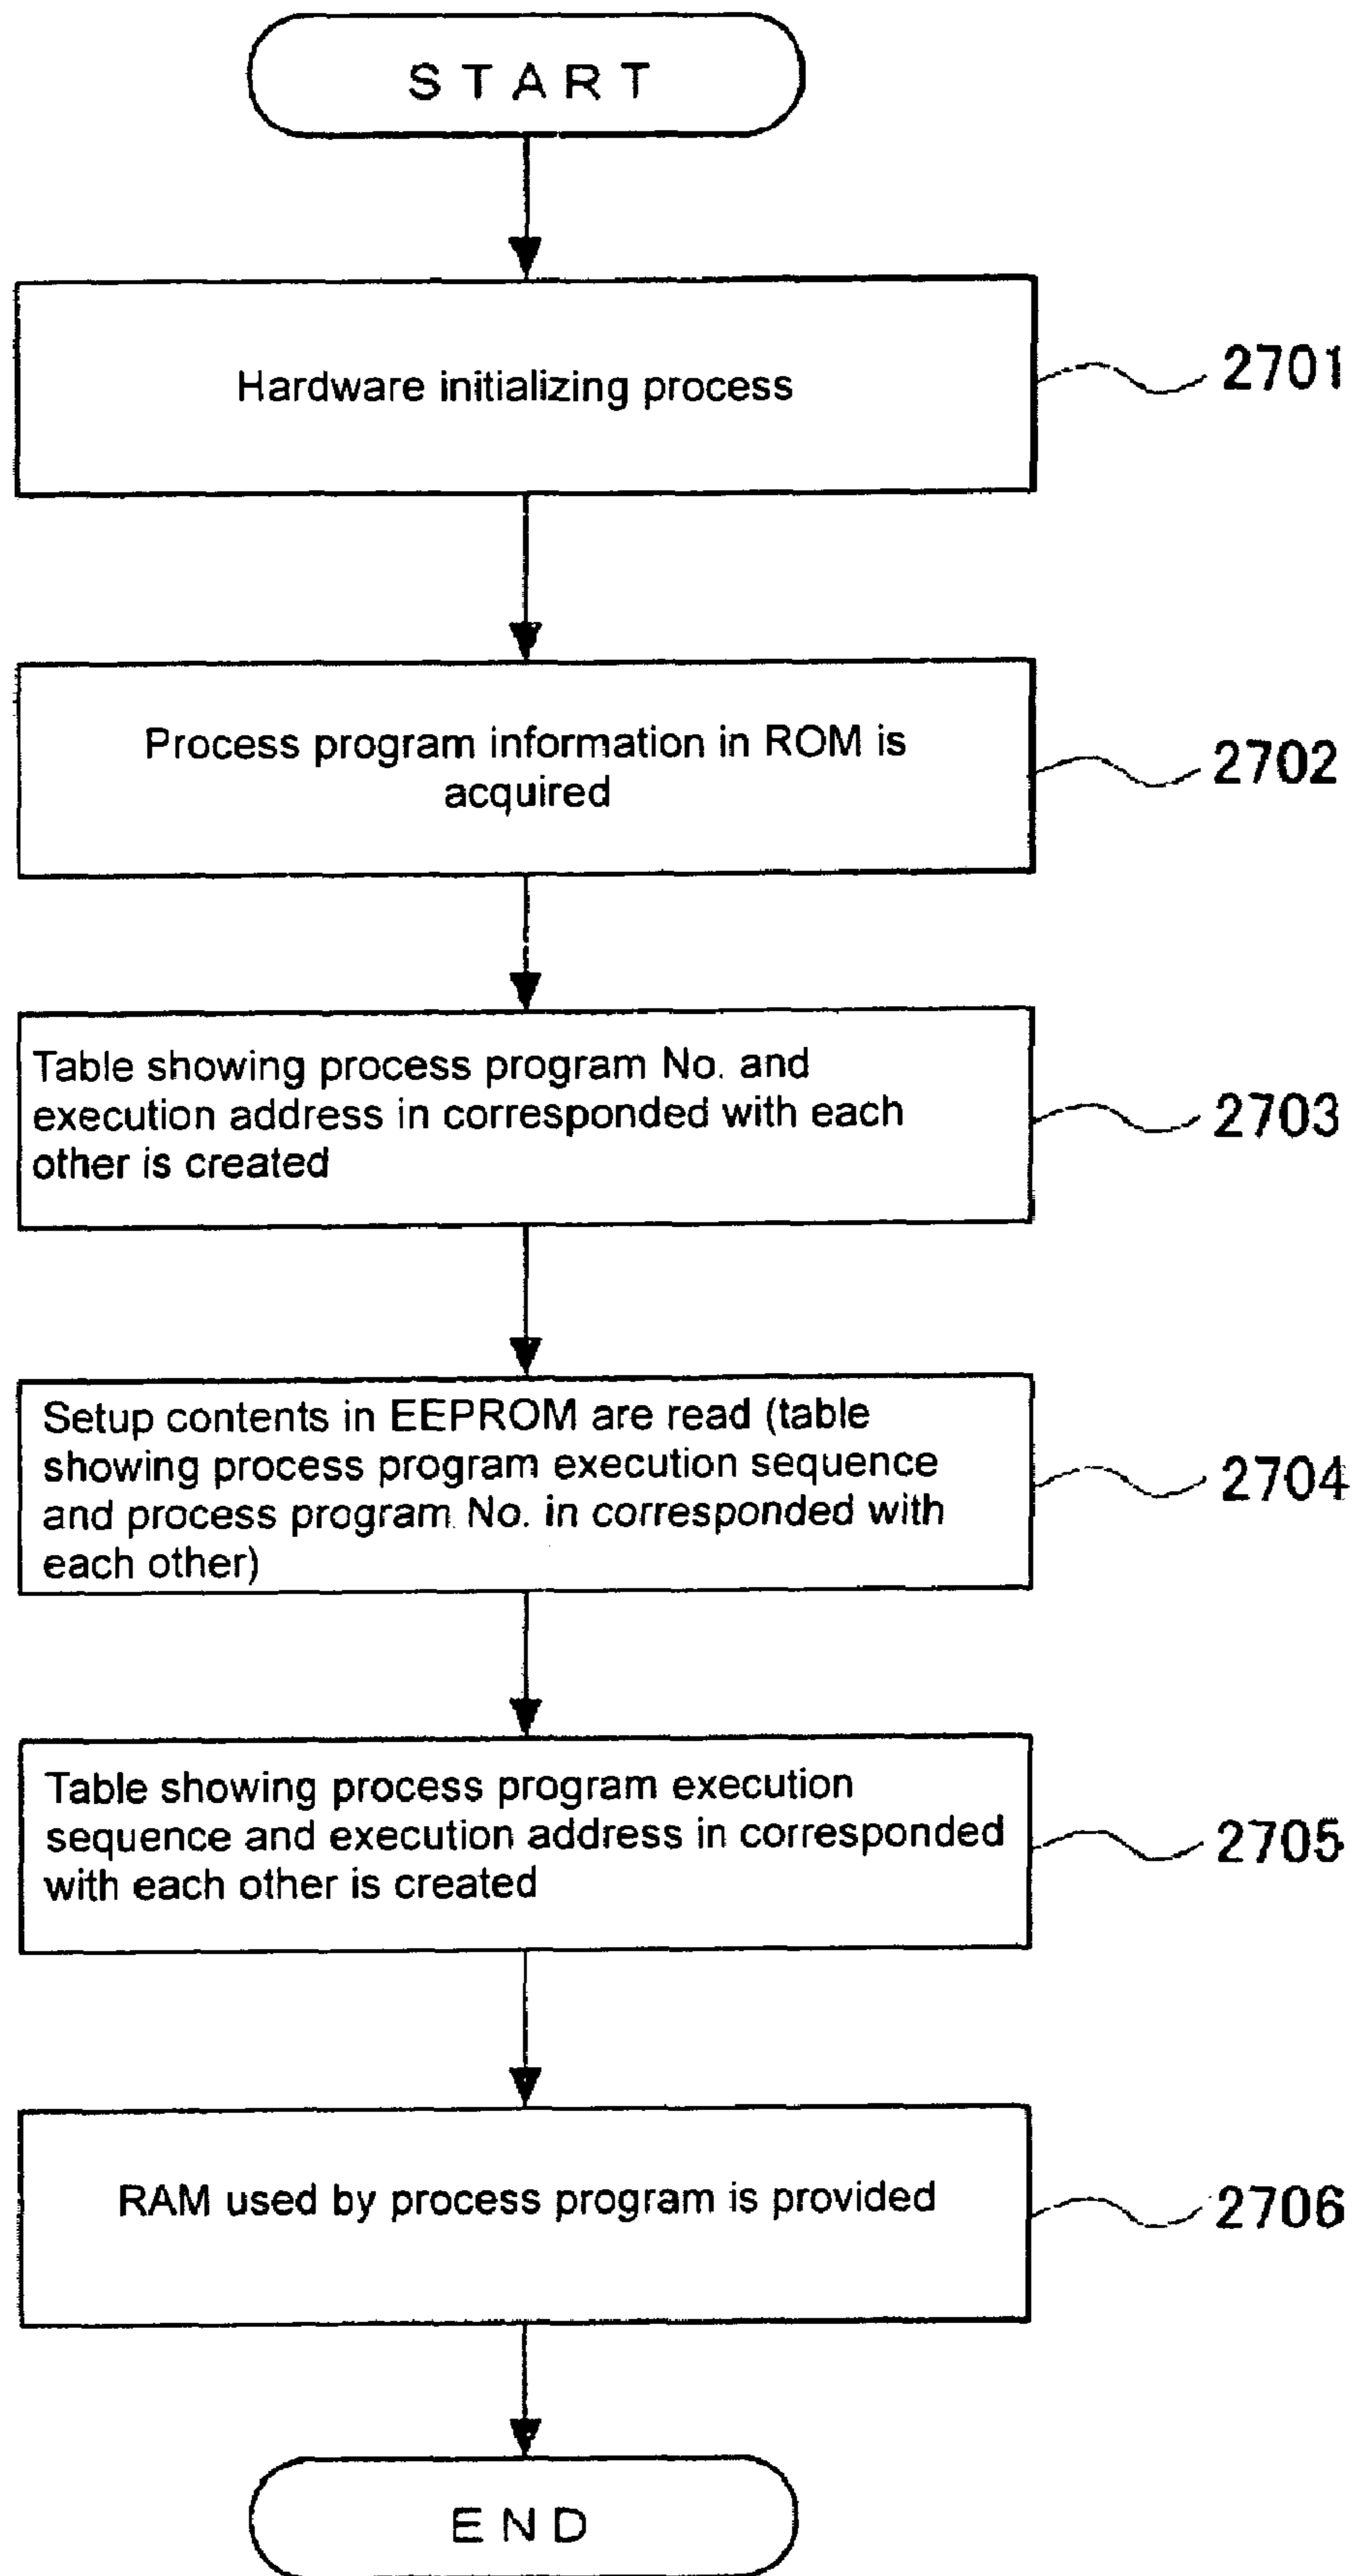 START
Hardware initializing process
2701
Process program information in ROM is
acquired
2702
Table showing process program No. and
execution address in corresponded with each
other is created
2703
Setup contents in EEPROM are read (table
showing process program execution sequence
and process program No. in corresponded with
each other)
2704
Table showing process program execution
sequence and execution address in corresponded
with each other is created
2705
RAM used by process program is provided
2706
END